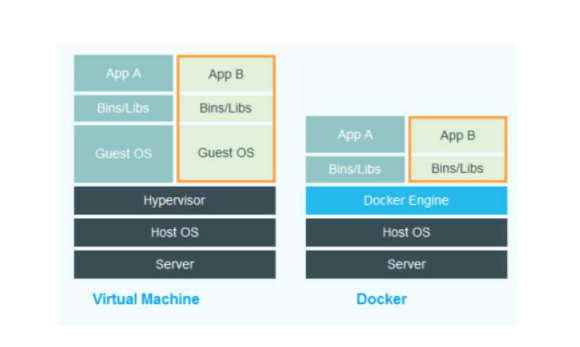 App A
App B
Bins/Libs
Bins/Libs
Guest OS
Guest OS
Hypervisor
Host OS
Server
Virtual Machine
App A
App B
Bins/Libs
Bins/Libs
Docker Engine
Host OS
Server
Docker